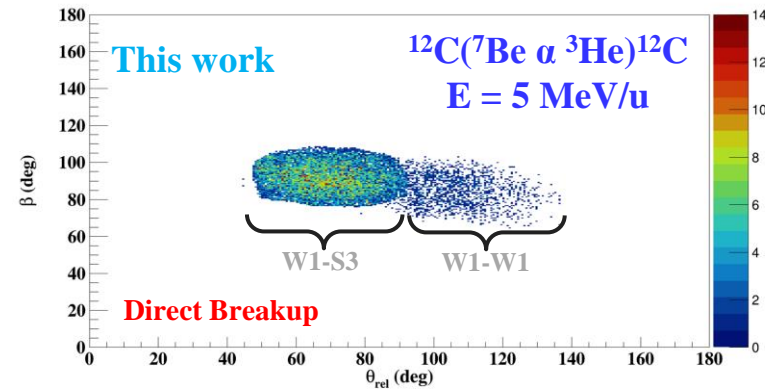 This work
¹²C(⁷Be α ³He)¹²C
E = 5 MeV/u
W1-S3
W1-W1
Direct Breakup
β (deg)
180
160
140
120
100
80
60
40
20
0
0 20 40 60 80 100 120 140 160 180
θrel (deg)
14
12
10
8
6
4
2
0